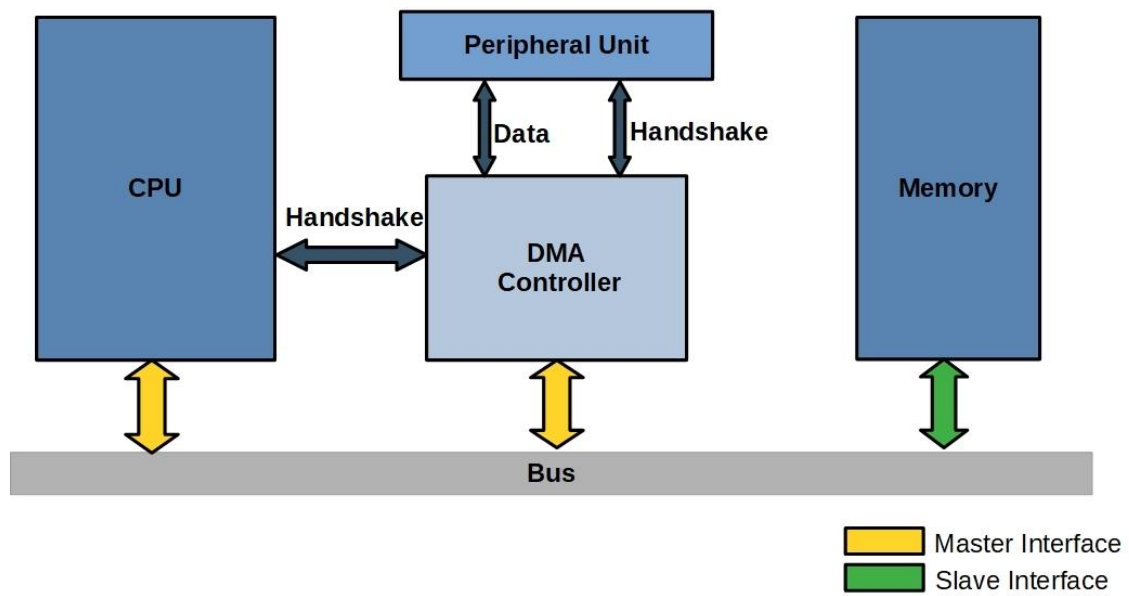 Peripheral Unit
Data
Handshake
CPU
Memory
Handshake
DMA
Controller
Bus
Master Interface
Slave Interface